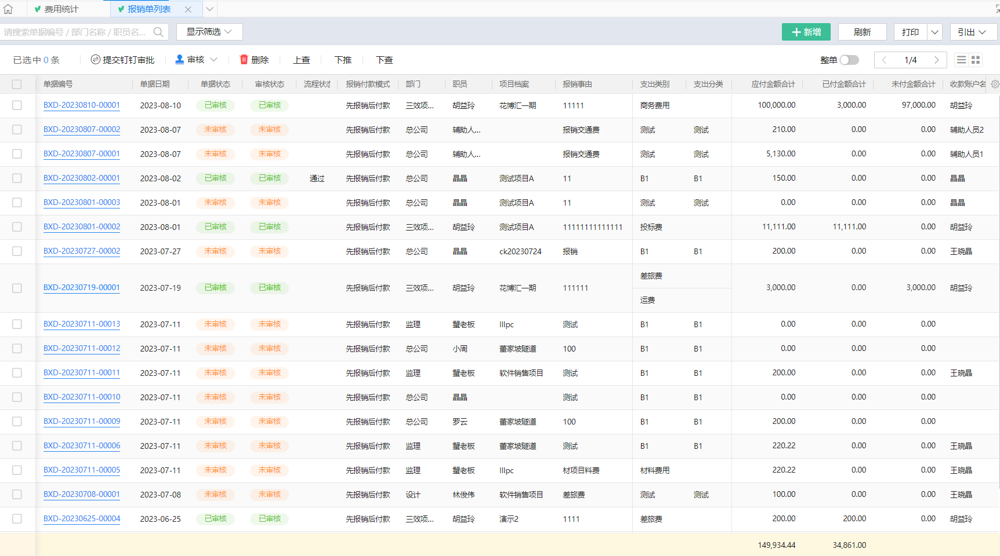 费用统计 报销单列表
请搜索单据编号 / 部门名称 / 职员名... 显示筛选 新增 刷新 打印 引出
已选中 0 条 提交钉钉审批 审核 删除 上查 下推 下查 整单 1/4
单据编号 单据日期 单据状态 审核状态 流程状态 报销付款模式 部门 职员 项目档案 报销事由 支出类别 支出分类 应付金额合计 已付金额合计 未付金额合计 收款账户名
BXD-20230810-00001 2023-08-10 已审核 已审核 先报销后付款 三效项... 胡益玲 花博汇一期 11111 商务费用 100,000.00 3,000.00 97,000.00 胡益玲
BXD-20230807-00002 2023-08-07 未审核 未审核 先报销后付款 总公司 辅助人... 报销交通费 测试 测试 210.00 0.00 0.00 辅助人员2
BXD-20230807-00001 2023-08-07 未审核 未审核 先报销后付款 总公司 辅助人... 报销交通费 测试 测试 5,130.00 0.00 0.00 辅助人员1
BXD-20230802-00001 2023-08-02 已审核 已审核 通过 先报销后付款 总公司 晶晶 测试项目A 11 B1 B1 150.00 0.00 0.00 晶晶
BXD-20230801-00003 2023-08-01 未审核 未审核 先报销后付款 总公司 晶晶 测试项目A 11 测试 测试 0.00 0.00 0.00 晶晶
BXD-20230801-00002 2023-08-01 已审核 已审核 先报销后付款 三效项... 胡益玲 测试项目A 11111111111111 投标费 11,111.00 11,111.00 0.00 胡益玲
BXD-20230727-00002 2023-07-27 未审核 未审核 先报销后付款 总公司 晶晶 ck20230724 报销 B1 B1 200.00 0.00 0.00 王晓晶
BXD-20230719-00001 2023-07-19 已审核 已审核 先报销后付款 三效项... 胡益玲 花博汇一期 111111 差旅费 3,000.00 0.00 3,000.00 胡益玲
运费
BXD-20230711-00013 2023-07-11 未审核 未审核 先报销后付款 监理 蟹老板 lllpc 测试 B1 B1 0.00 0.00 0.00
BXD-20230711-00012 2023-07-11 未审核 未审核 先报销后付款 总公司 小周 董家坡隧道 100 B1 B1 0.00 0.00 0.00
BXD-20230711-00011 2023-07-11 未审核 未审核 先报销后付款 监理 蟹老板 软件销售项目 测试 B1 B1 200.00 0.00 0.00 王晓晶
BXD-20230711-00010 2023-07-11 未审核 未审核 先报销后付款 总公司 晶晶 测试 B1 B1 0.00 0.00 0.00
BXD-20230711-00009 2023-07-11 未审核 未审核 先报销后付款 总公司 罗云 董家坡隧道 100 B1 B1 200.00 0.00 0.00
BXD-20230711-00006 2023-07-11 未审核 未审核 先报销后付款 监理 蟹老板 董家坡隧道 测试 B1 B1 220.22 0.00 0.00 王晓晶
BXD-20230711-00005 2023-07-11 未审核 未审核 先报销后付款 监理 蟹老板 lllpc 材项目料费 材料费用 220.22 0.00 0.00 王晓晶
BXD-20230708-00001 2023-07-08 未审核 未审核 先报销后付款 设计 林俊伟 软件销售项目 差旅费 测试 测试 100.00 0.00 0.00 王晓晶
BXD-20230625-00004 2023-06-25 已审核 已审核 先报销后付款 三效项... 胡益玲 演示2 1111 差旅费 200.00 200.00 0.00 胡益玲
149,934.44 34,861.00